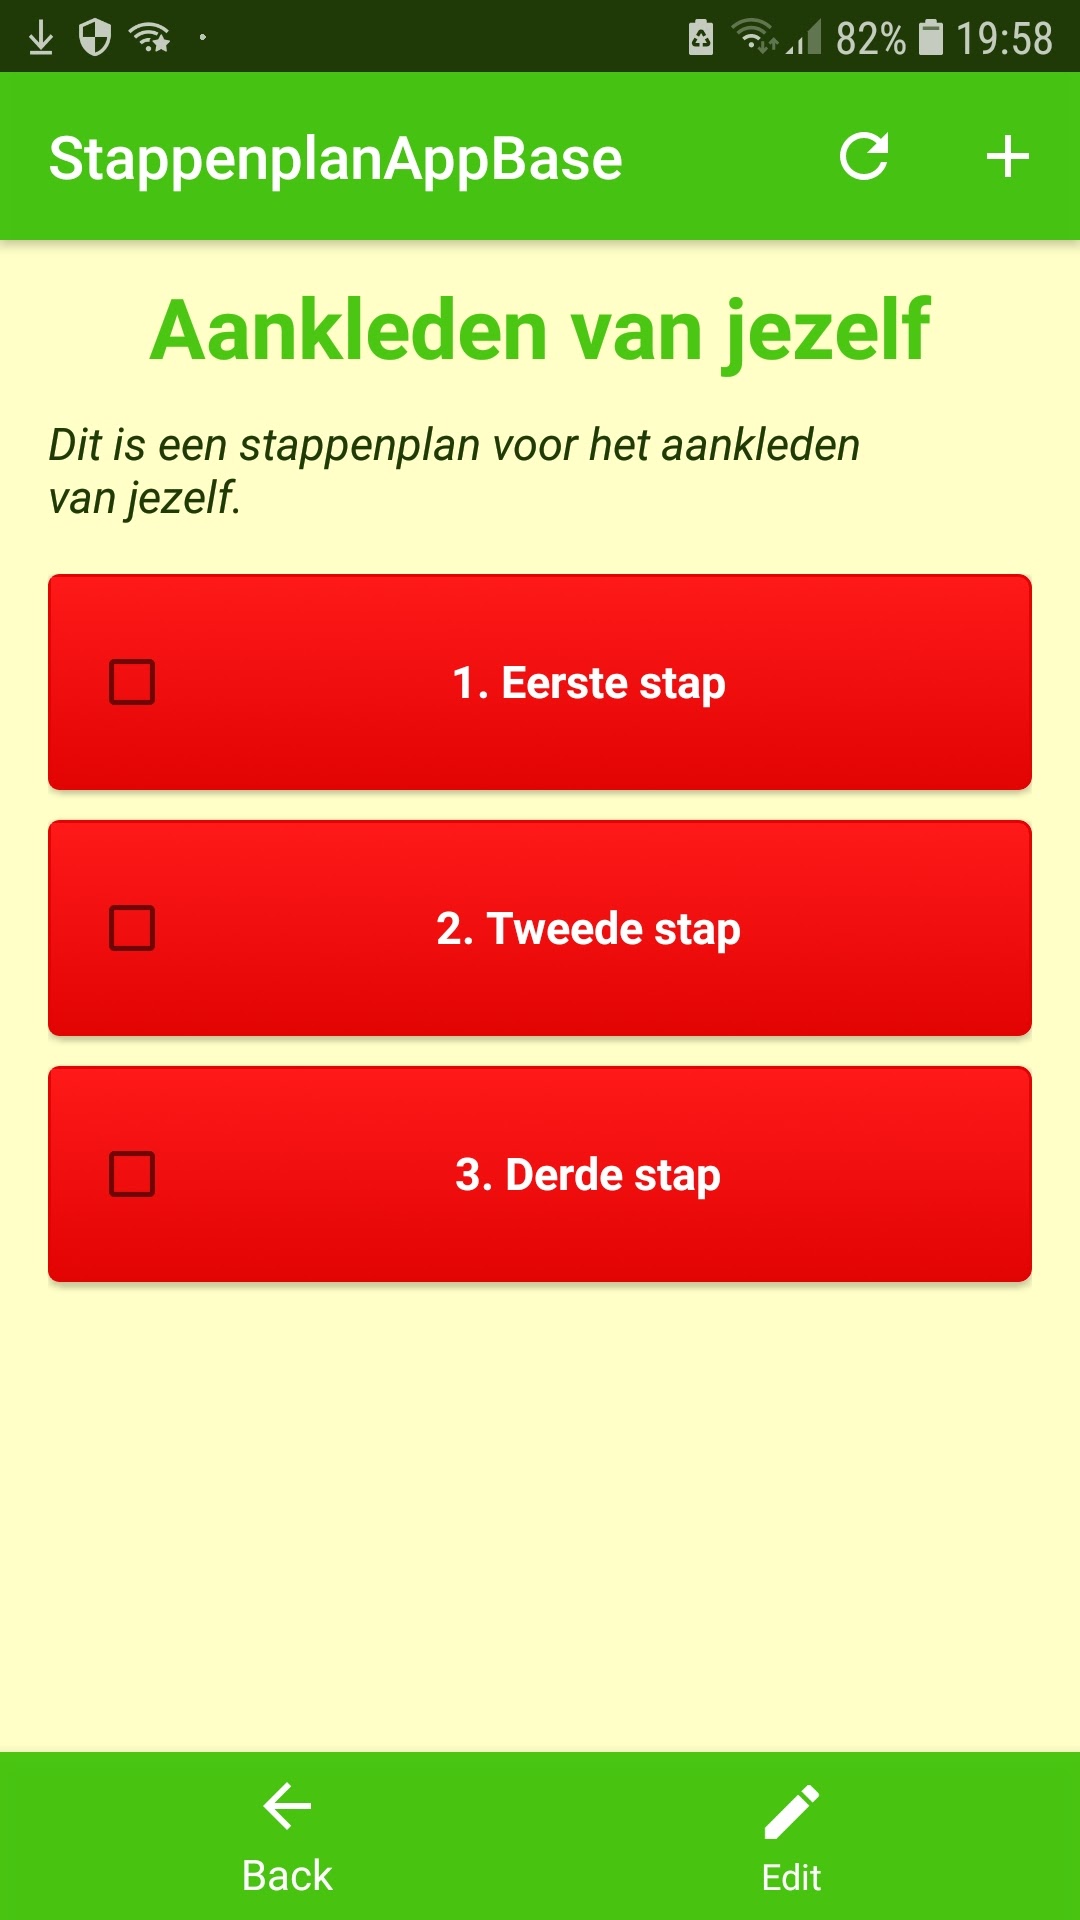 82% 19:58
StappenplanAppBase
Aankleden van jezelf
Dit is een stappenplan voor het aankleden
van jezelf.
1. Eerste stap
2. Tweede stap
3. Derde stap
Back Edit